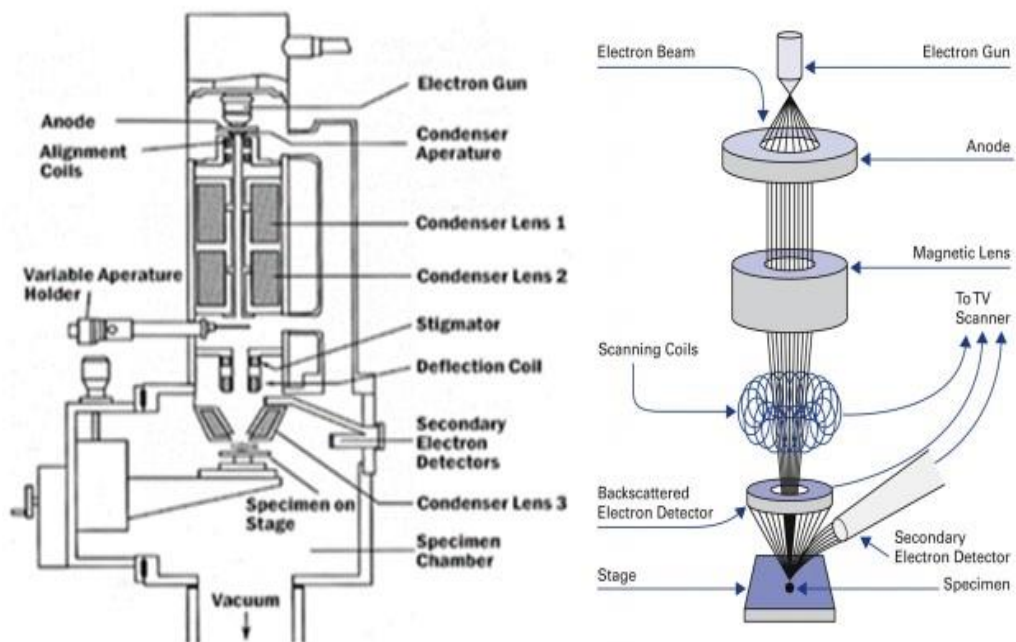 Electron Gun
Anode
Alignment
Coils
Condenser
Aperature
Condenser Lens 1
Condenser Lens 2
Variable Aperature
Holder
Stigmator
Deflection Coil
Secondary
Electron
Detectors
Condenser Lens 3
Specimen on
Stage
Specimen
Chamber
Vacuum
Electron Beam
Electron Gun
Anode
Magnetic Lens
To TV
Scanner
Scanning Coils
Backscattered
Electron Detector
Secondary
Electron Detector
Stage
Specimen